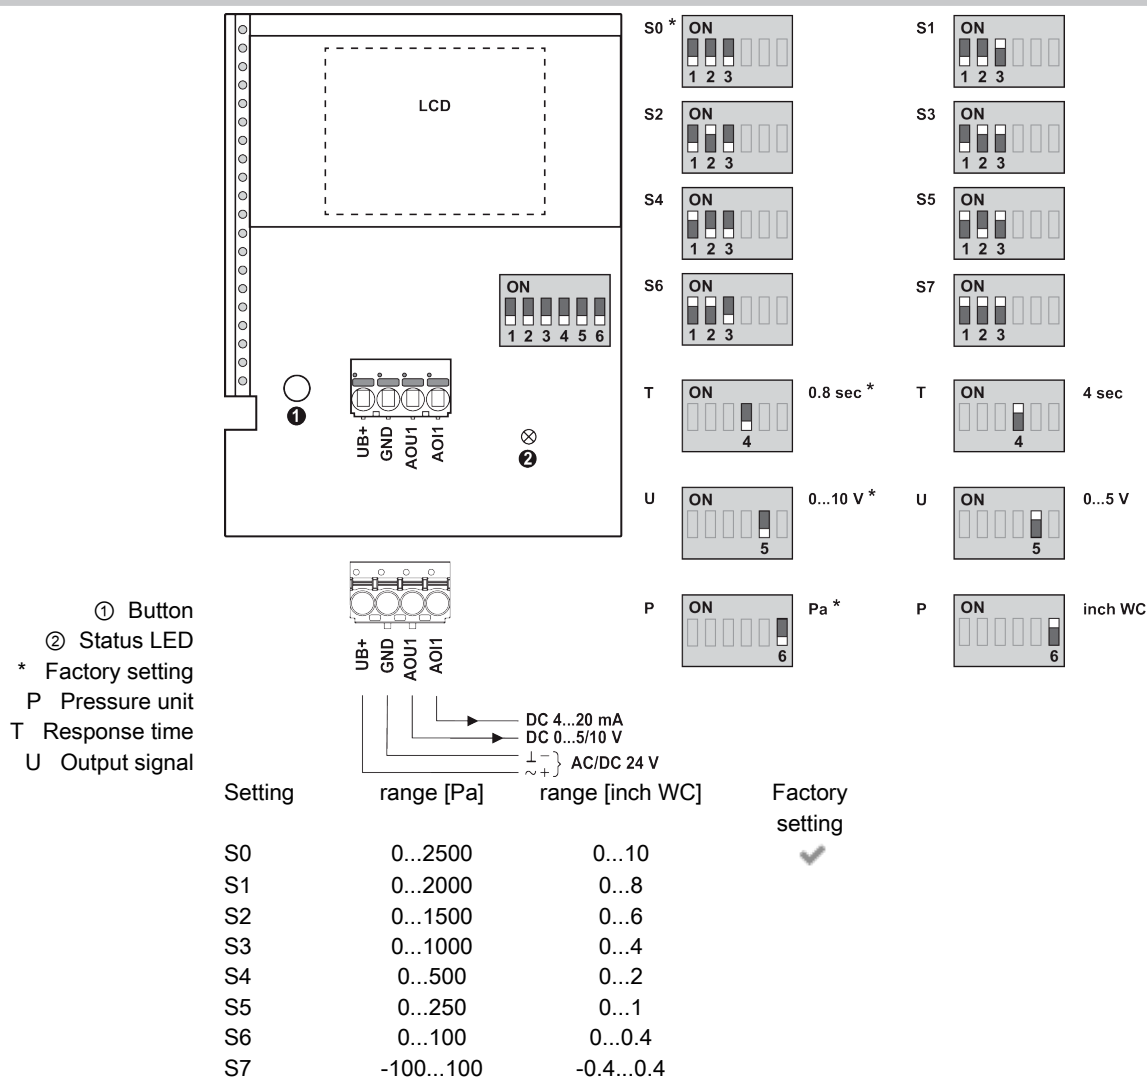 LCD
ON
1 2 3 4 5 6
❶
UB+
GND
AOU1
AOI1
❷
S0 *
ON
1 2 3
S1
ON
1 2 3
S2
ON
1 2 3
S3
ON
1 2 3
S4
ON
1 2 3
S5
ON
1 2 3
S6
ON
1 2 3
S7
ON
1 2 3
T
ON
4
0.8 sec *
T
ON
4
4 sec
U
ON
5
0...10 V *
U
ON
5
0...5 V
P
ON
6
Pa *
P
ON
6
inch WC
① Button
② Status LED
* Factory setting
P Pressure unit
T Response time
U Output signal
UB+
GND
AOU1
AOI1
DC 4...20 mA
DC 0...5/10 V
⊥ − } AC/DC 24 V
~ +
Setting range [Pa] range [inch WC] Factory setting
S0 0...2500 0...10 ✔
S1 0...2000 0...8
S2 0...1500 0...6
S3 0...1000 0...4
S4 0...500 0...2
S5 0...250 0...1
S6 0...100 0...0.4
S7 -100...100 -0.4...0.4